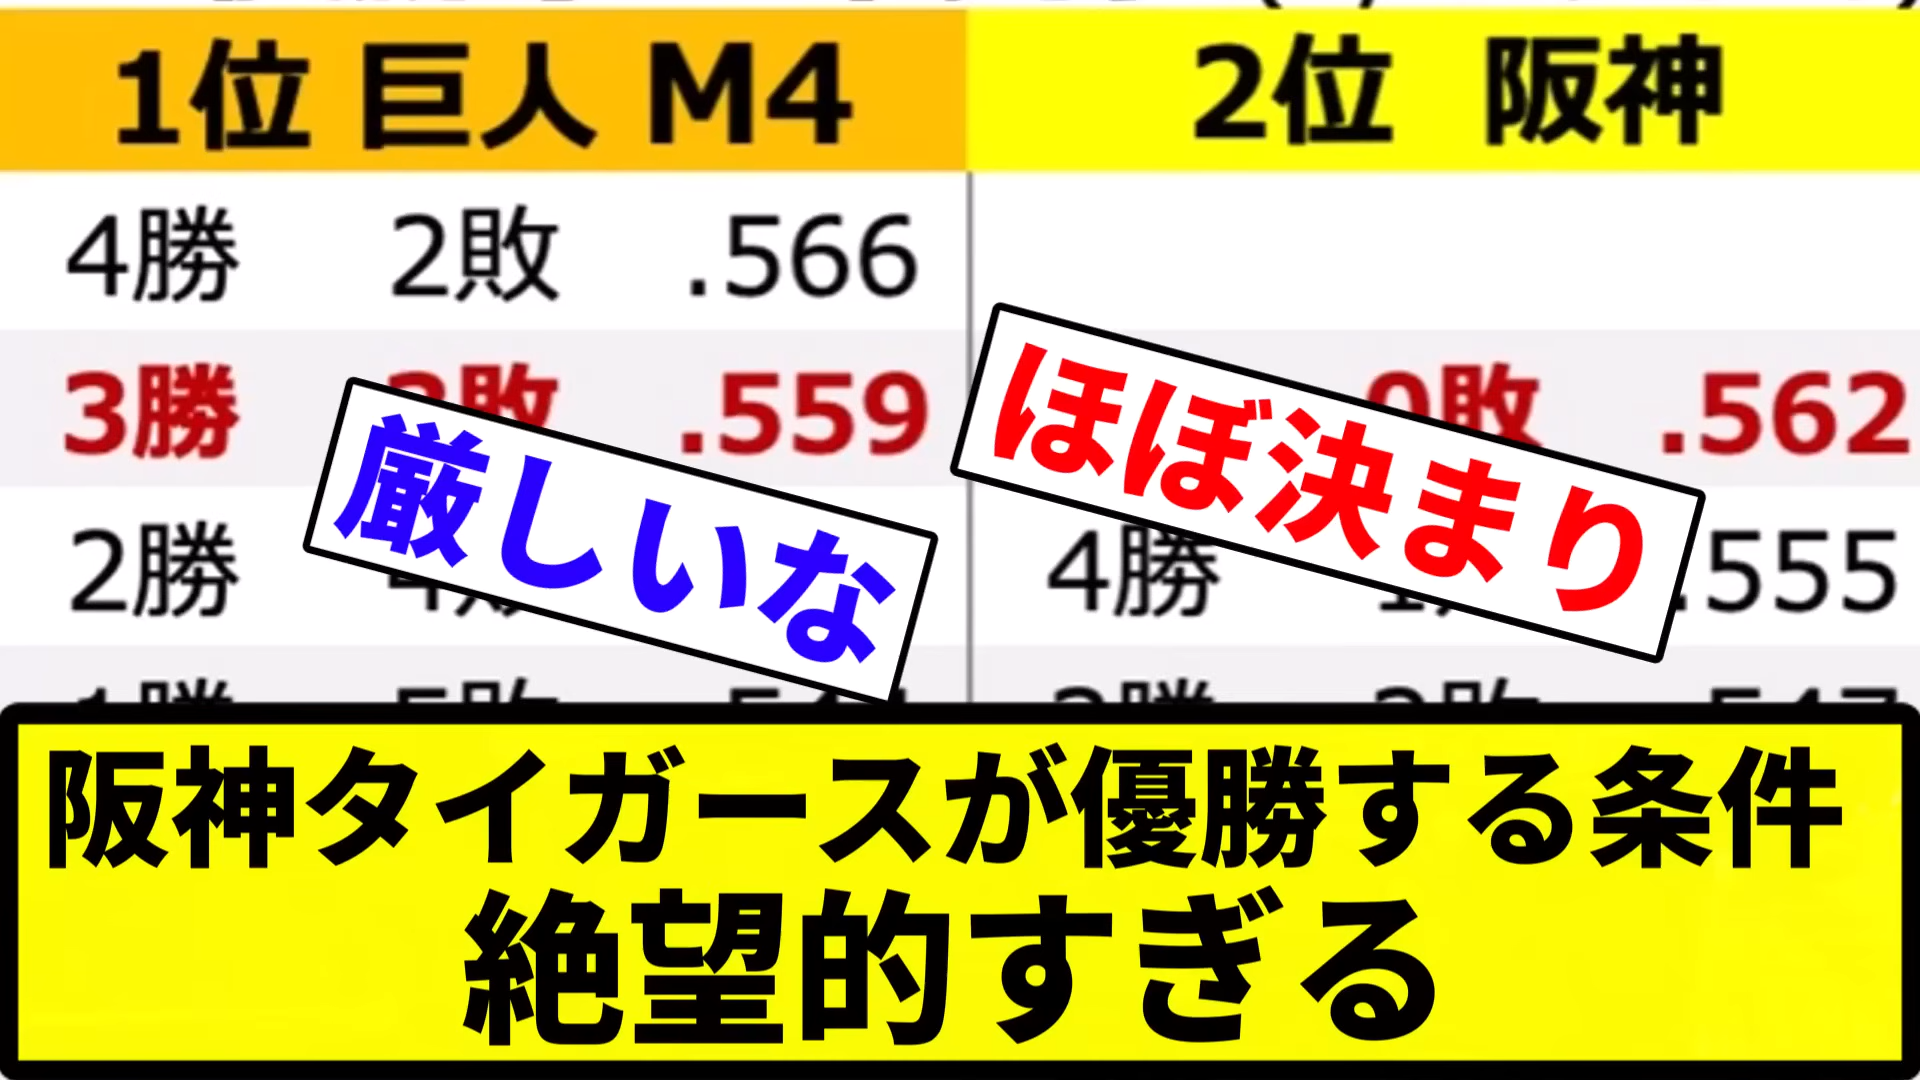 1位 巨人 M4 2位 阪神
4勝 2敗 .566
3勝 敗 .559 0敗 .562
ほぼ決まり
厳しいな
2勝 4勝 .555
阪神タイガースが優勝する条件
絶望的すぎる